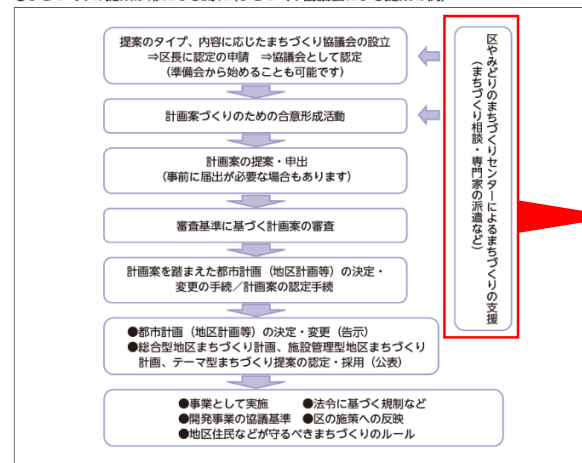 提案のタイプ、内容に応じたまちづくり協議会の設立
⇒区長に認定の申請　⇒協議会として認定
(準備会から始めることも可能です)
計画案づくりのための合意形成活動
計画案の提案・申出
(事前に届出が必要な場合もあります)
審査基準に基づく計画案の審査
計画案を踏まえた都市計画（地区計画等）の決定・
変更の手続／計画案の認定手続
●都市計画（地区計画等）の決定・変更（告示）
●総合型地区まちづくり計画、施設管理型地区まちづくり
計画、テーマ型まちづくり提案の認定・採用（公表）
●事業として実施　●法令に基づく規制など
●開発事業の協議基準　●区の施策への反映
●地区住民などが守るべきまちづくりのルール
区やみどりのまちづくりセンターによるまちづくりの支援
（まちづくり相談・専門家の派遣など）